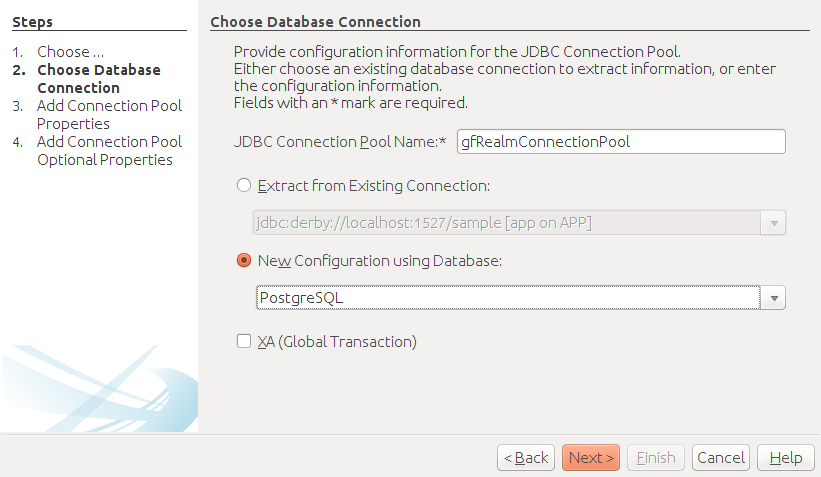 Steps
1. Choose ...
2. Choose Database
Connection
3. Add Connection Pool
Properties
4. Add Connection Pool
Optional Properties
Choose Database Connection
Provide configuration information for the JDBC Connection Pool.
Either choose an existing database connection to extract information, or enter
the configuration information.
Fields with an * mark are required.
JDBC Connection Pool Name:* gfRealmConnectionPool
Extract from Existing Connection:
jdbc:derby://localhost:1527/sample [app on APP]
New Configuration using Database:
PostgreSQL
XA (Global Transaction)
< Back Next > Finish Cancel Help